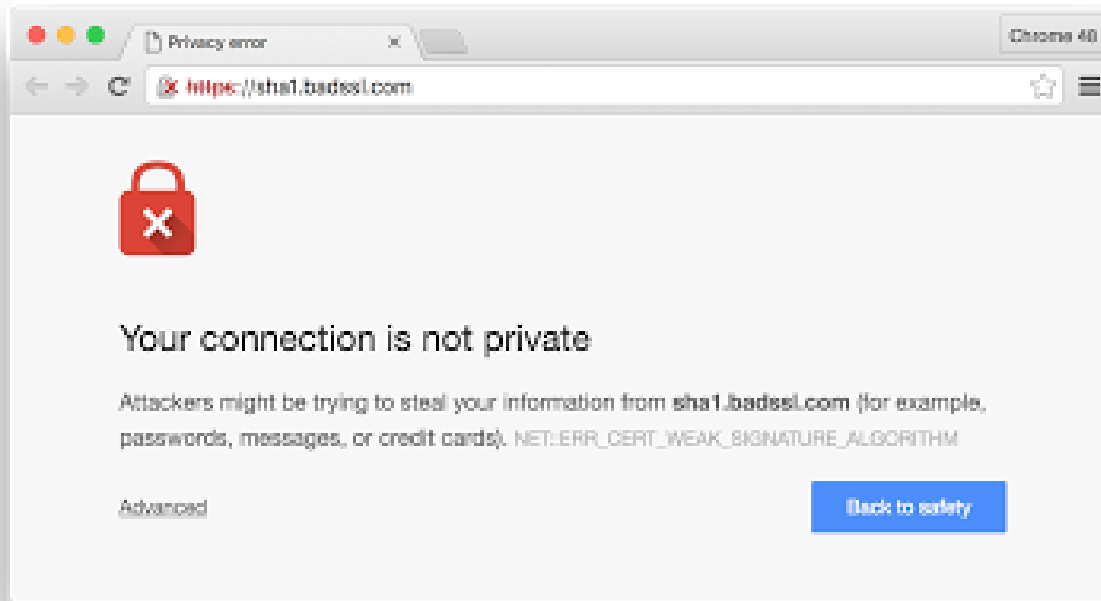 Privacy error
Chrome 48
https://sha1.badssl.com
Your connection is not private
Attackers might be trying to steal your information from sha1.badssl.com (for example,
passwords, messages, or credit cards). NET::ERR_CERT_WEAK_SIGNATURE_ALGORITHM
Advanced
Back to safety